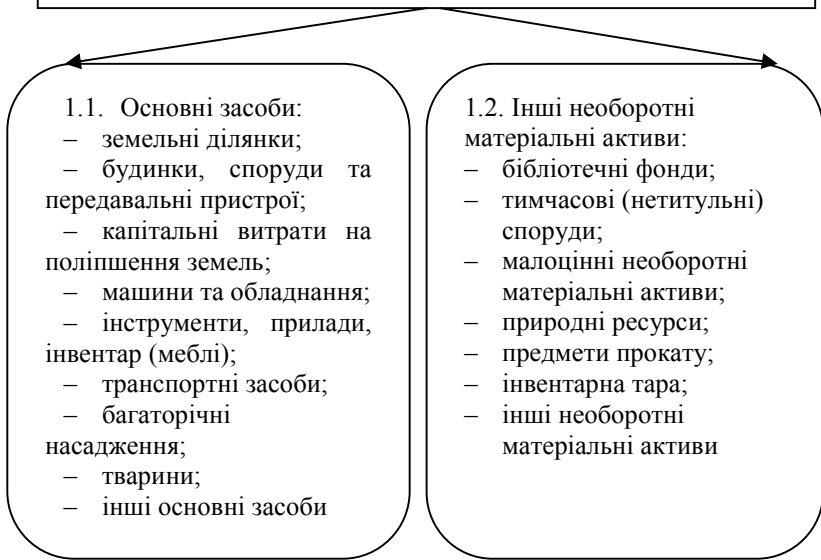 1.1. Основні засоби:
– земельні ділянки;
– будинки, споруди та
передавальні пристрої;
– капітальні витрати на
поліпшення земель;
– машини та обладнання;
– інструменти, прилади,
інвентар (меблі);
– транспортні засоби;
– багаторічні
насадження;
– тварини;
– інші основні засоби
1.2. Інші необоротні
матеріальні активи:
– бібліотечні фонди;
– тимчасові (нетитульні)
споруди;
– малоцінні необоротні
матеріальні активи;
– природні ресурси;
– предмети прокату;
– інвентарна тара;
– інші необоротні
матеріальні активи